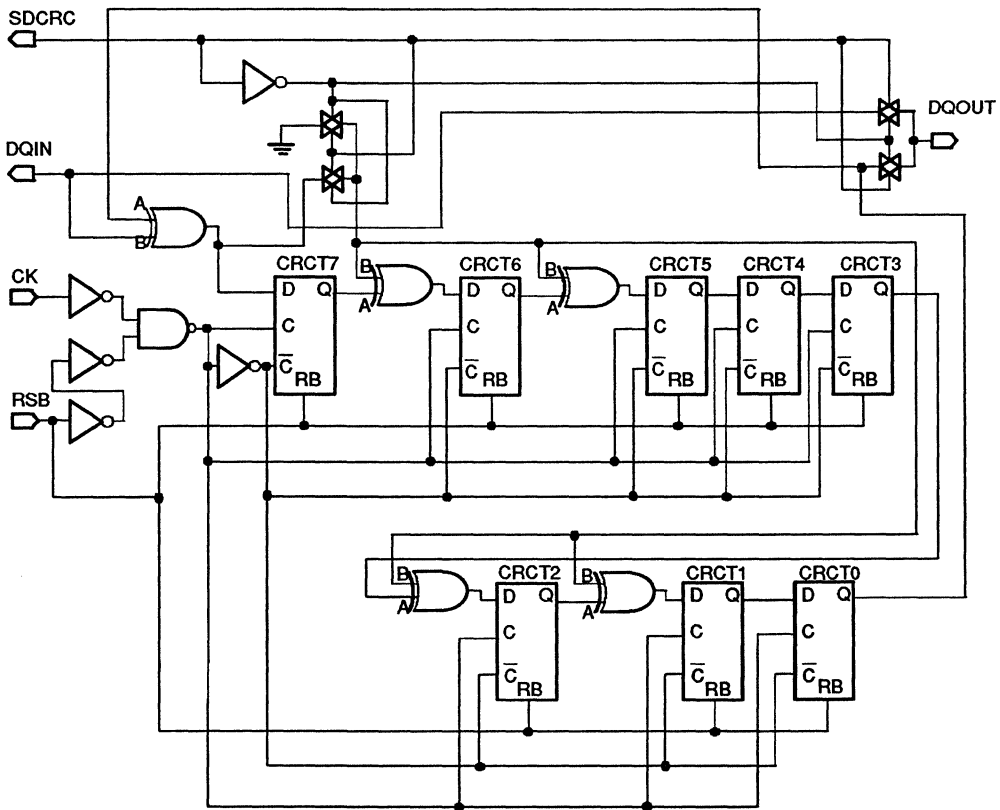 SDCRC
DQOUT
DQIN
A
B
CK
CRCT7
CRCT6
CRCT5
CRCT4
CRCT3
B
A
B
A
D Q
D Q
D Q
D Q
D Q
C
C
C
C
C
C̅
C̅
C̅
C̅
C̅
RB
RB
RB
RB
RB
RSB
CRCT2
CRCT1
CRCT0
B
A
B
A
D Q
D Q
D Q
C
C
C
C̅
C̅
C̅
RB
RB
RB